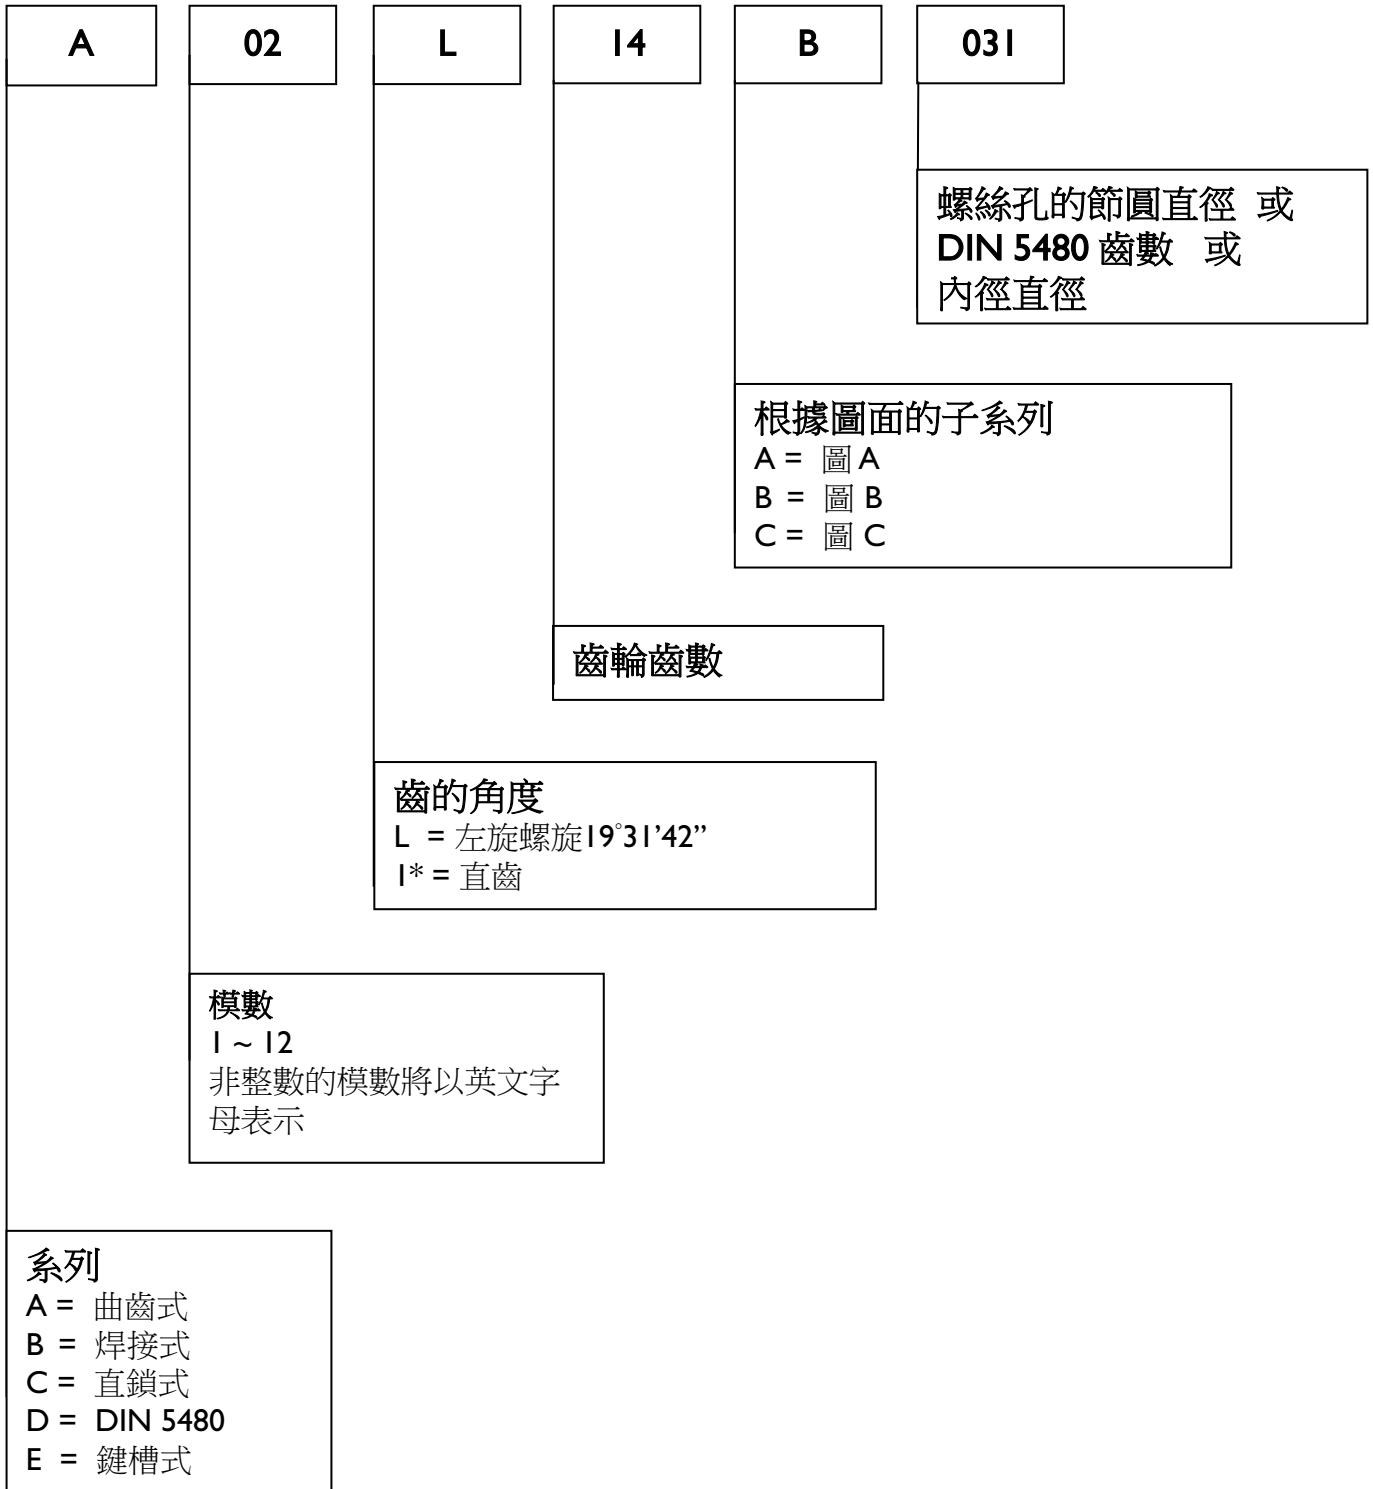 A 02 L 14 B 031
螺絲孔的節圓直徑 或
DIN 5480 齒數 或
內徑直徑
根據圖面的子系列
A = 圖 A
B = 圖 B
C = 圖 C
齒輪齒數
齒的角度
L = 左旋螺旋19°31’42”
1* = 直齒
模數
1 ~ 12
非整數的模數將以英文字
母表示
系列
A = 曲齒式
B = 焊接式
C = 直鎖式
D = DIN 5480
E = 鍵槽式